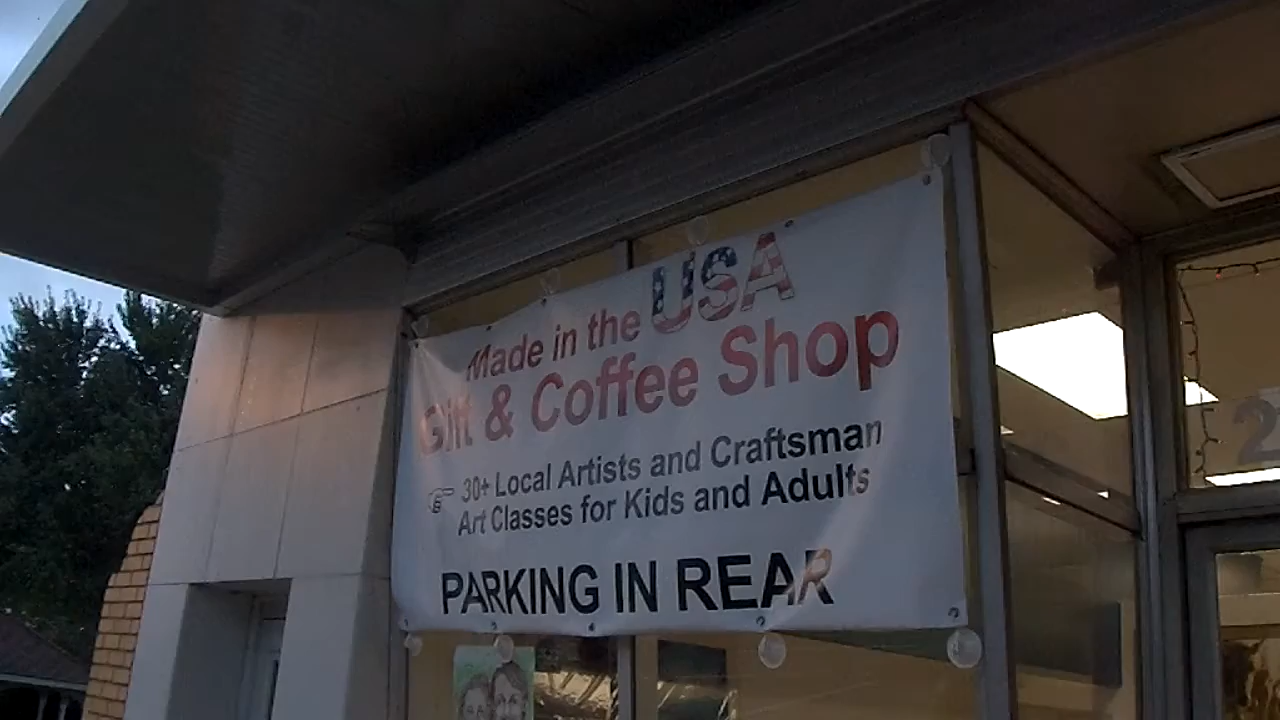 Made in the USA
Gift & Coffee Shop
30+ Local Artists and Craftsman
Art Classes for Kids and Adults
PARKING IN REAR
2